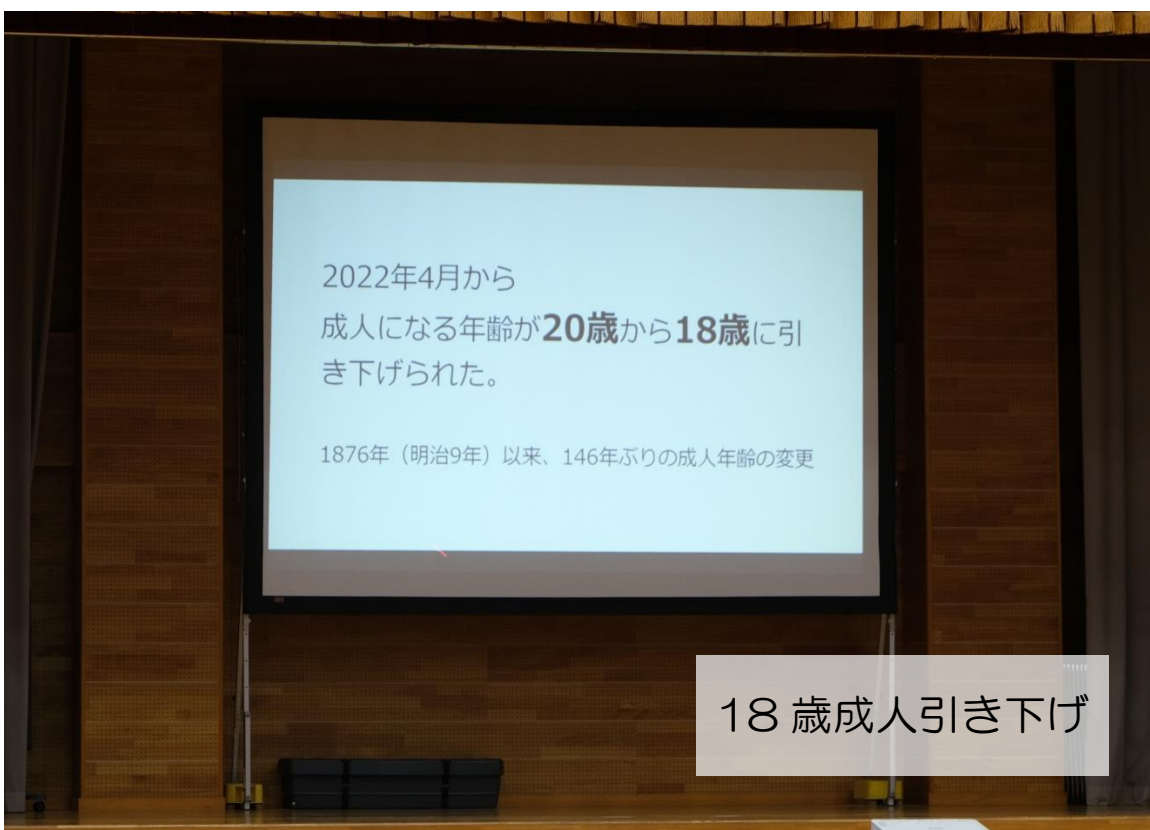 2022年4月から
成人になる年齢が20歳から18歳に引
き下げられた。
1876年（明治9年）以来、146年ぶりの成人年齢の変更
18歳成人引き下げ